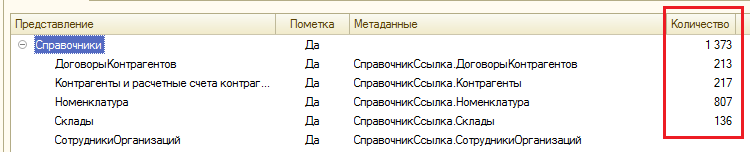 Представление Пометка Метаданные Количество
Справочники Да 1 373
ДоговорыКонтрагентов Да СправочникСсылка.ДоговорыКонтрагентов 213
Контрагенты и расчетные счета контраг... Да СправочникСсылка.Контрагенты 217
Номенклатура Да СправочникСсылка.Номенклатура 807
Склады Да СправочникСсылка.Склады 136
СотрудникиОрганизаций Да СправочникСсылка.СотрудникиОрганизаций